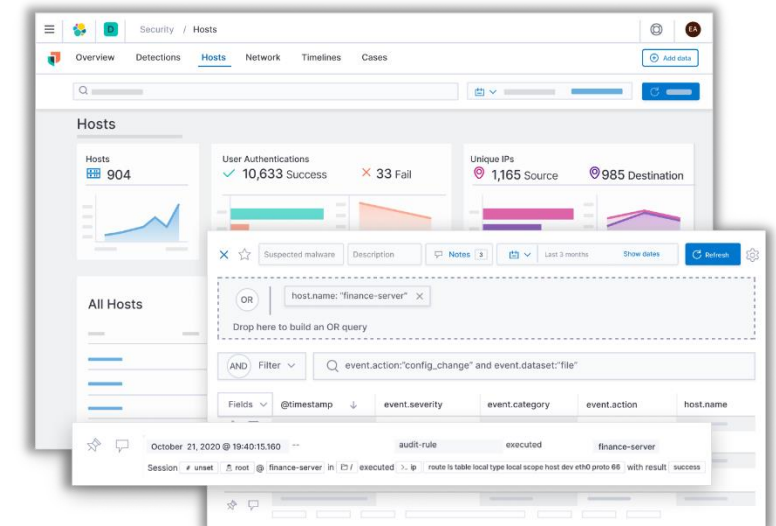 D Security / Hosts EA
Overview Detections Hosts Network Timelines Cases Add data
Hosts
Hosts
904
User Authentications
10,633 Success 33 Fail
Unique IPs
1,165 Source 985 Destination
Suspected malware Description Notes 3 Last 3 months Show dates Refresh
OR host.name: "finance-server" ×
Drop here to build an OR query
All Hosts
AND Filter event.action:"config_change" and event.dataset:"file"
Fields @timestamp event.severity event.category event.action host.name
October 21, 2020 @ 19:40:15.160 -- audit-rule executed finance-server
Session # unset root @ finance-server in / executed >_ ip route ls table local type local scope host dev eth0 proto 66 with result success